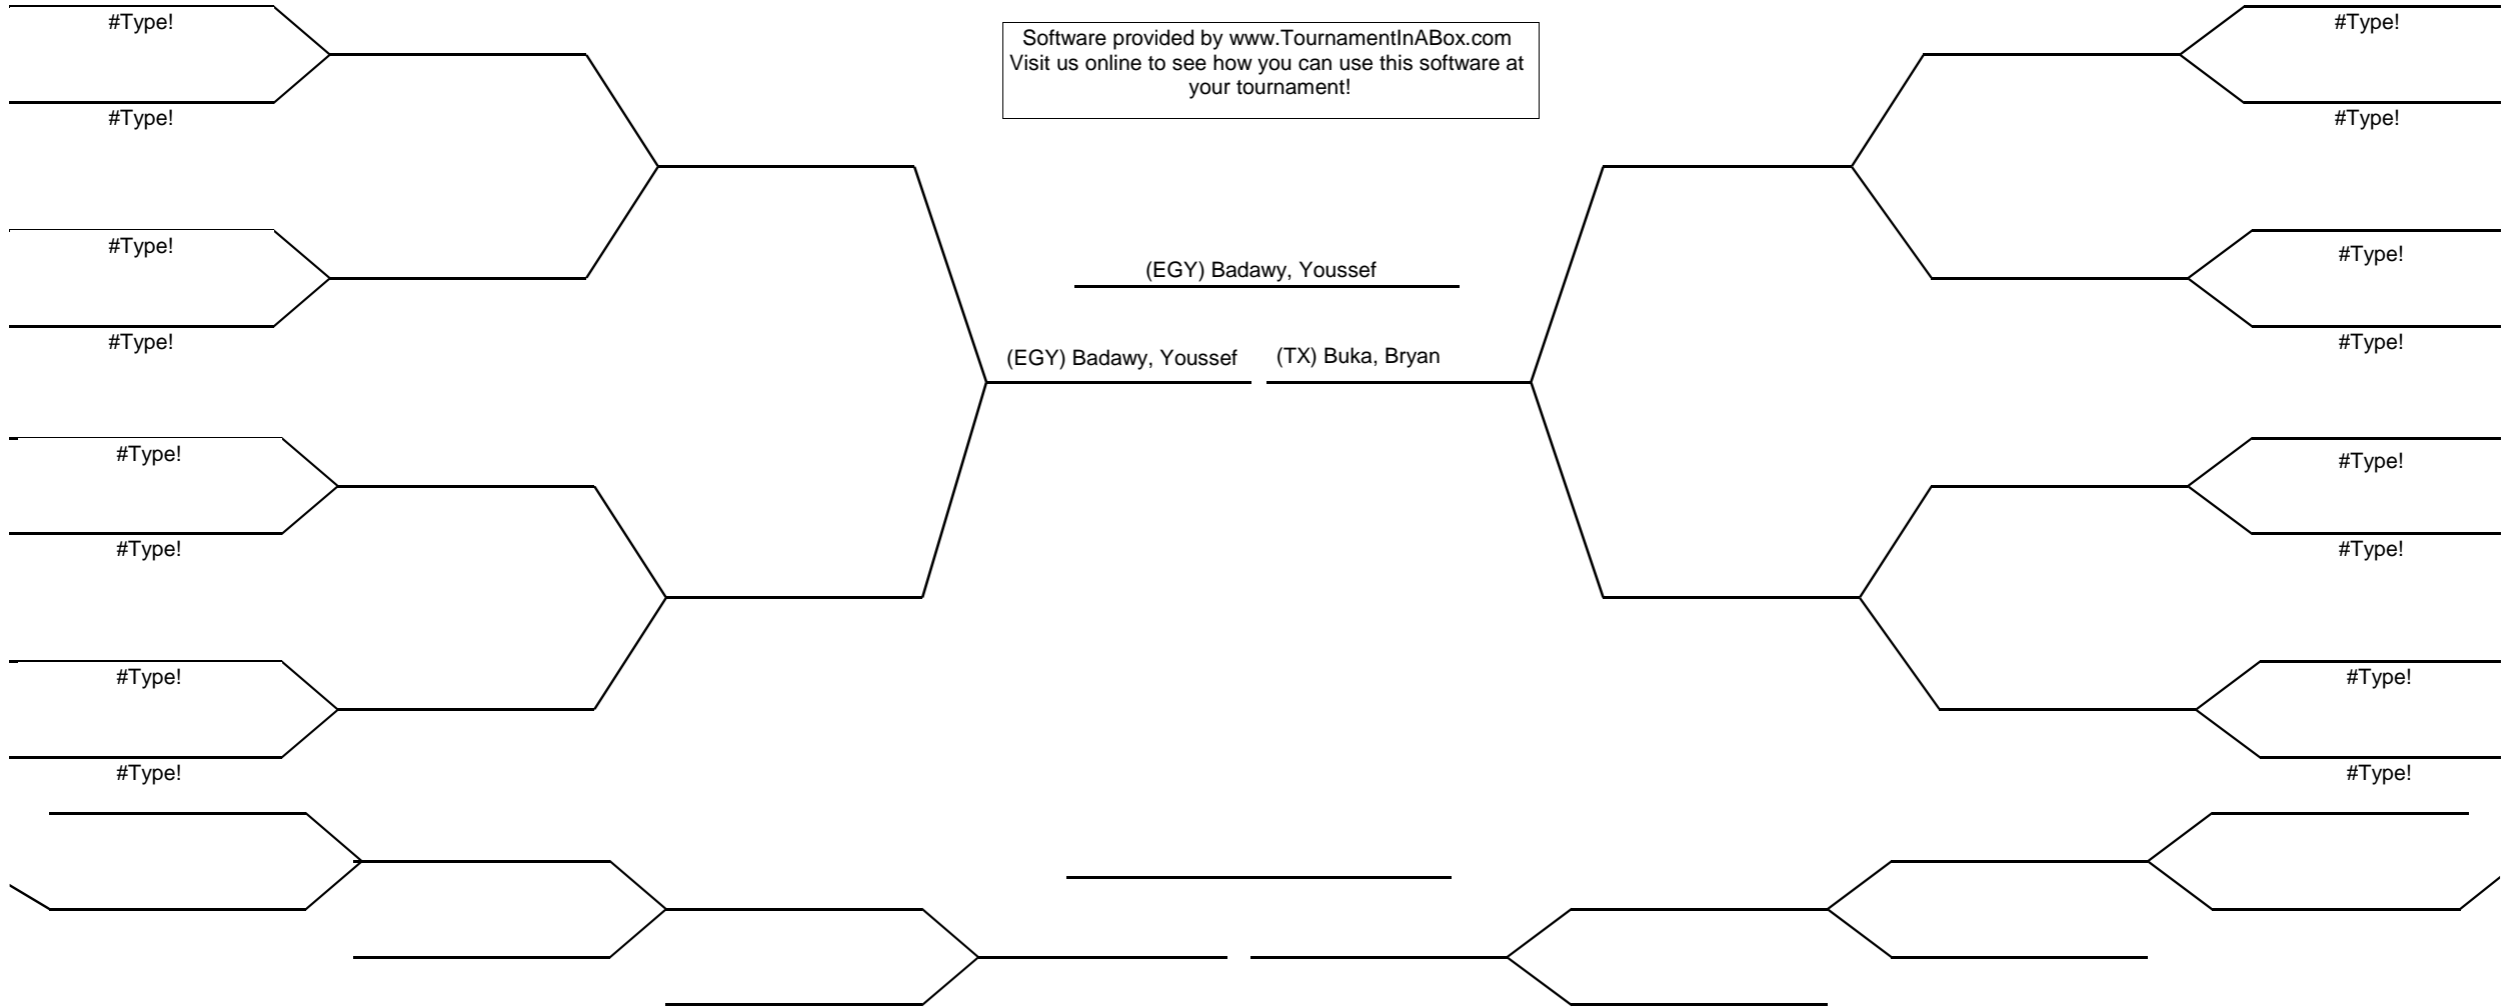 #Type!
#Type!
Software provided by www.TournamentInABox.com
Visit us online to see how you can use this software at
your tournament!
#Type!
#Type!
#Type!
#Type!
(EGY) Badawy, Youssef
#Type!
#Type!
(EGY) Badawy, Youssef
(TX) Buka, Bryan
#Type!
#Type!
#Type!
#Type!
#Type!
#Type!
#Type!
#Type!